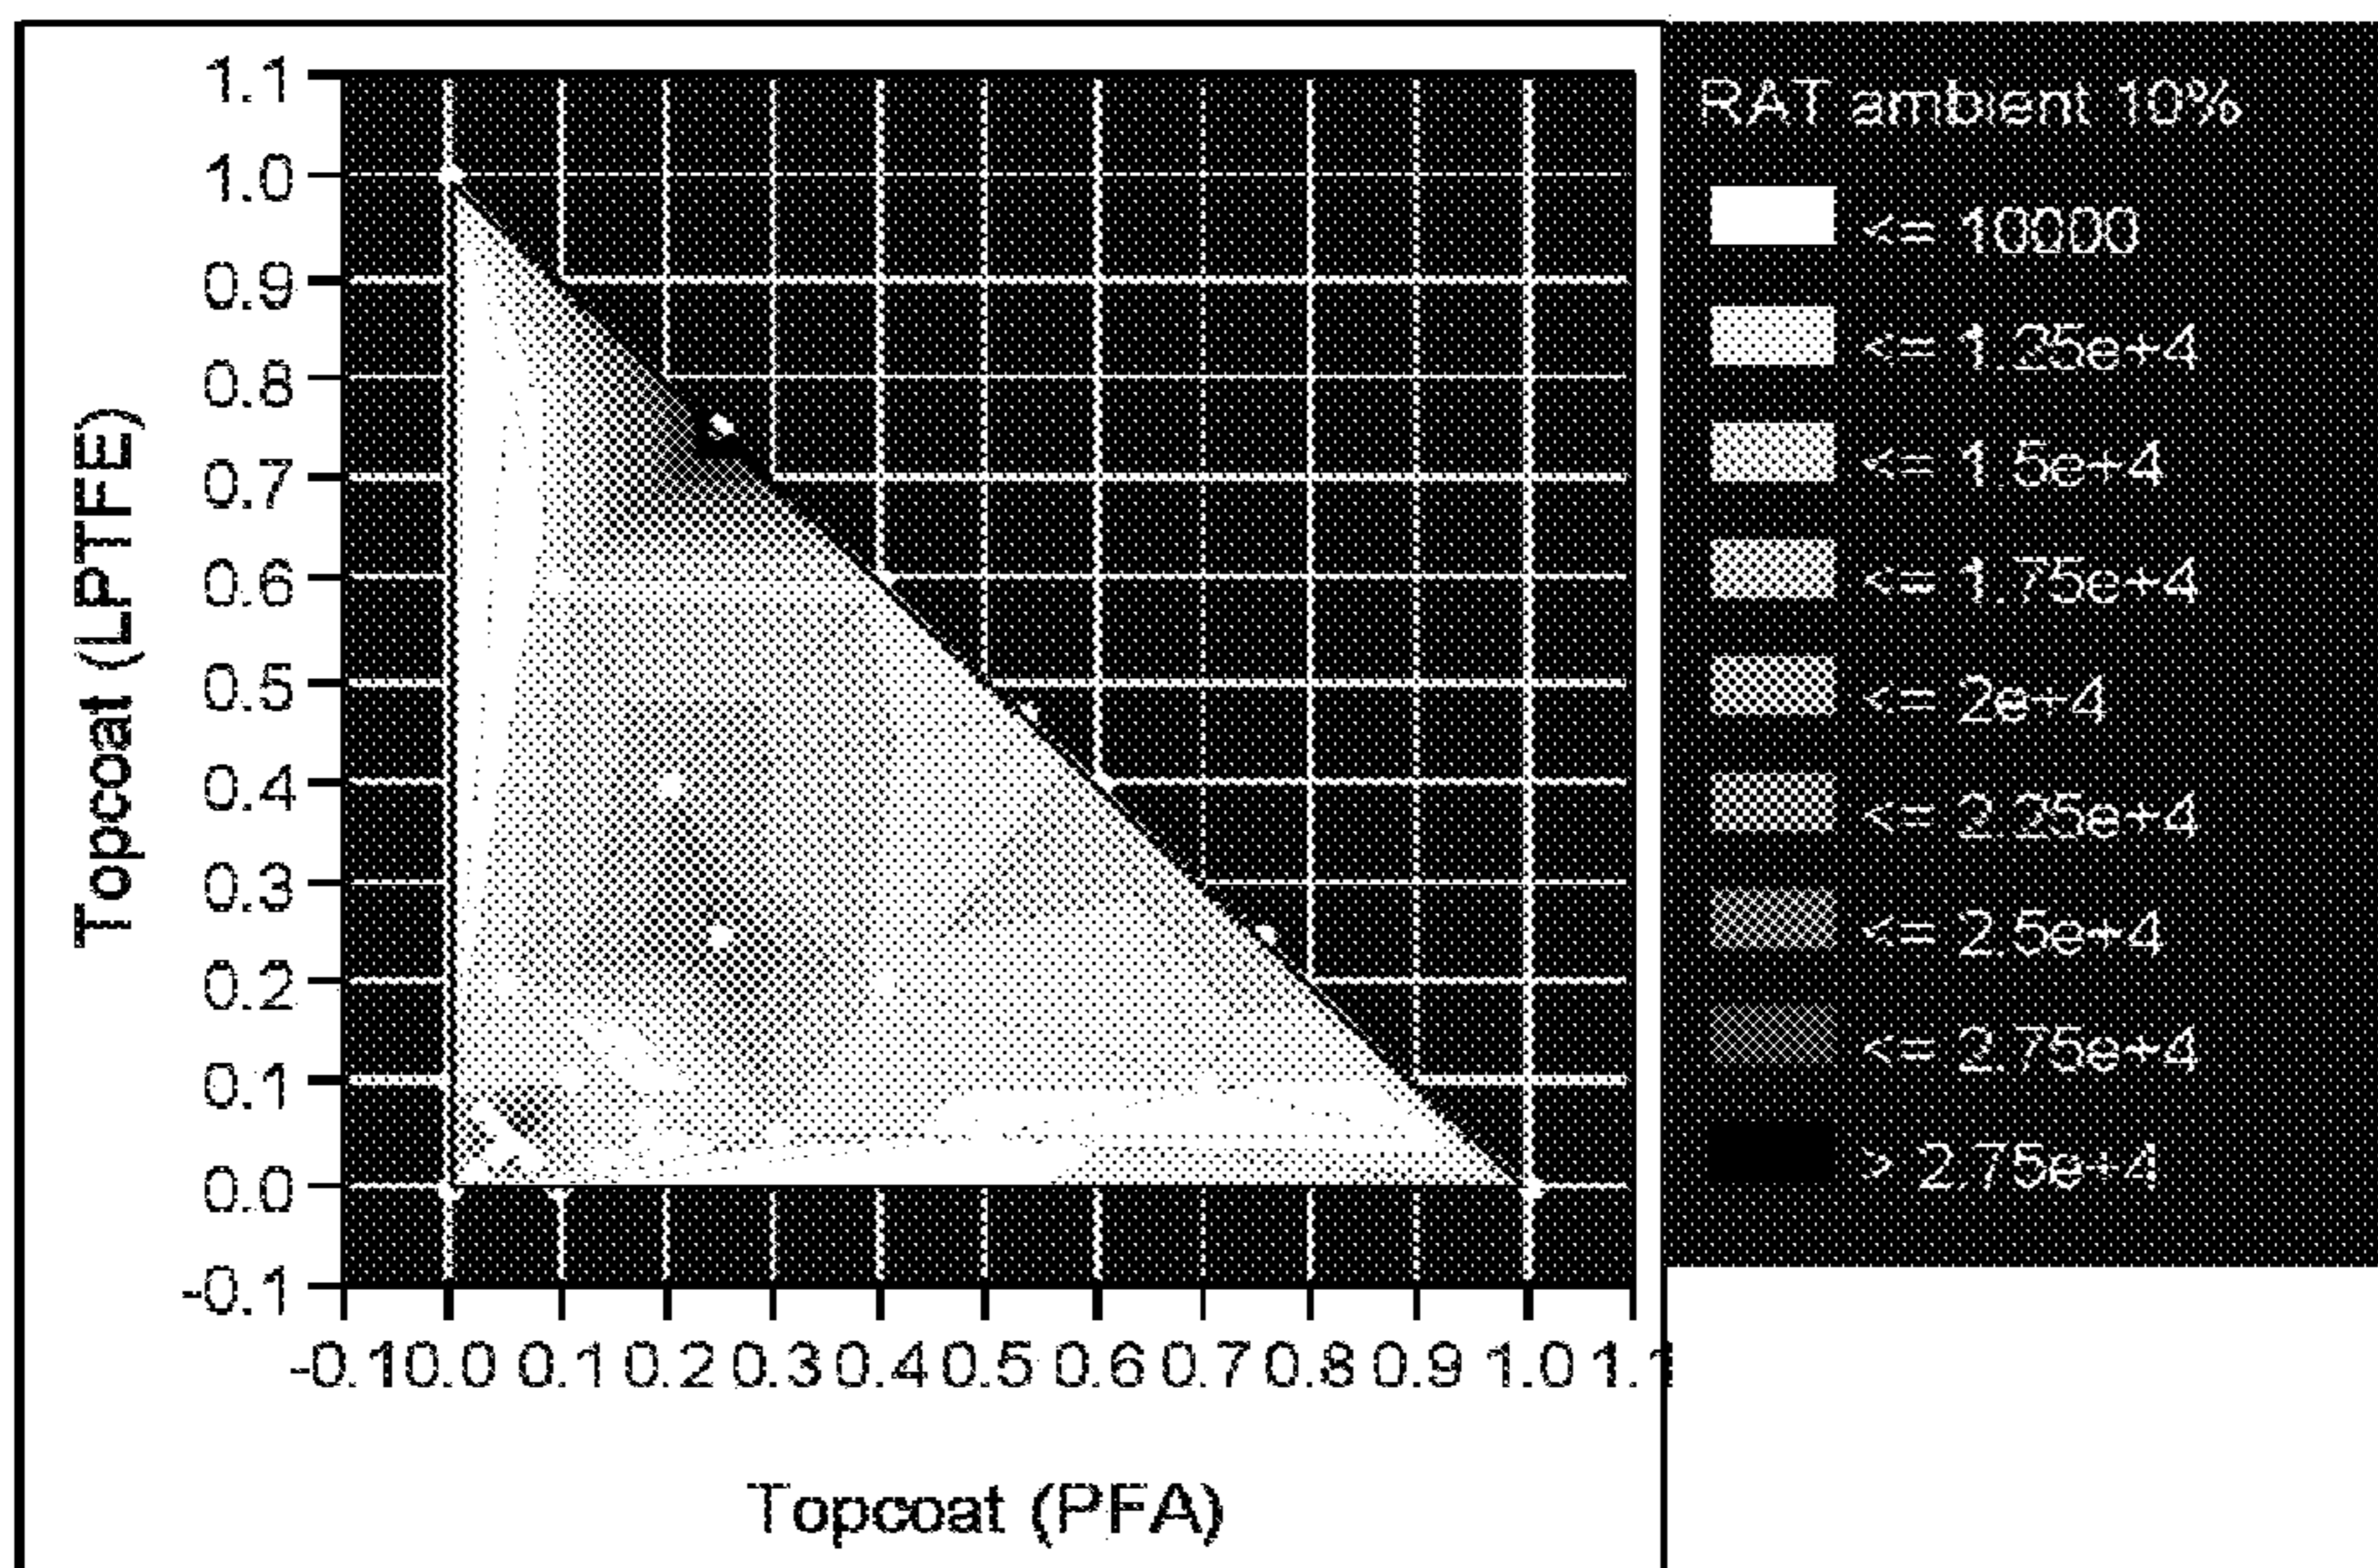 1.1
1.0
0.9
0.8
0.7
0.6
0.5
0.4
0.3
0.2
0.1
0.0
-0.1
Topcoat (LPTFE)
-0.1 0.0 0.1 0.2 0.3 0.4 0.5 0.6 0.7 0.8 0.9 1.0 1.1
Topcoat (PFA)
RAT ambient 10%
<= 10000
<= 1.25e+4
<= 1.5e+4
<= 1.75e+4
<= 2e+4
<= 2.25e+4
<= 2.5e+4
<= 2.75e+4
> 2.75e+4